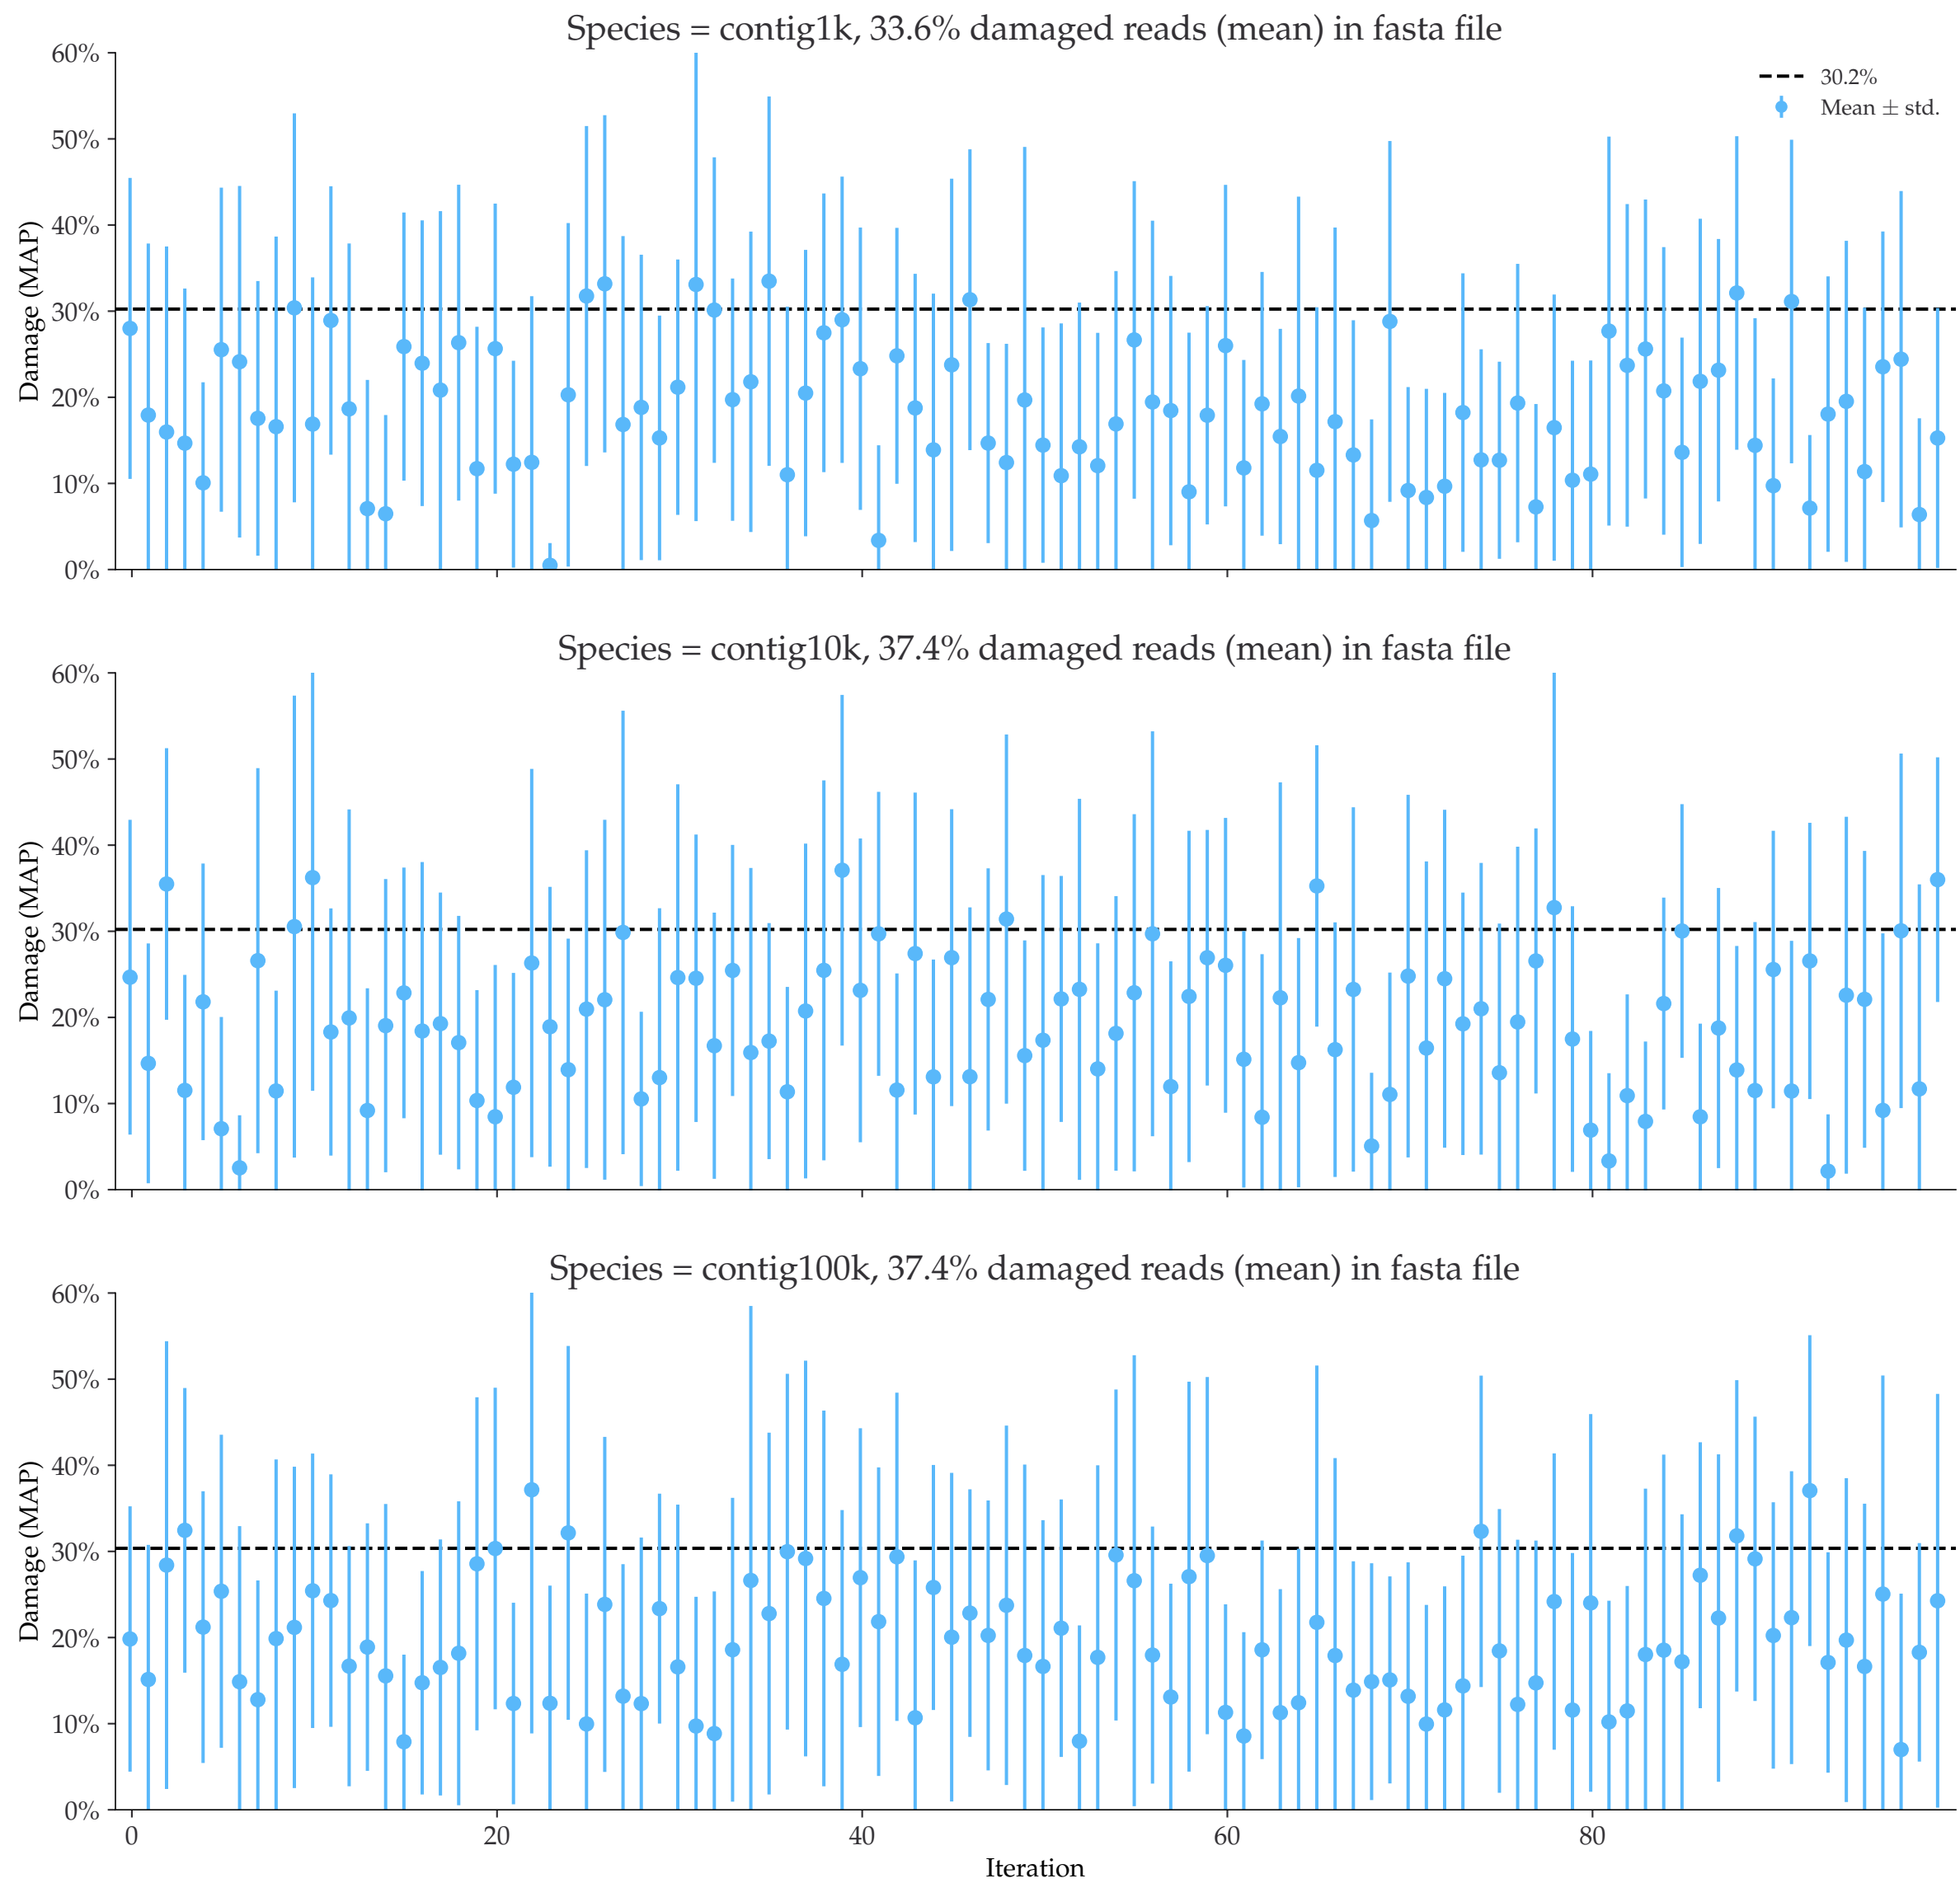 Species = contig1k, 33.6% damaged reads (mean) in fasta file
60%
50%
40%
30%
20%
10%
0%
Damage (MAP)
30.2%
Mean ± std.
Species = contig10k, 37.4% damaged reads (mean) in fasta file
60%
50%
40%
30%
20%
10%
0%
Damage (MAP)
Species = contig100k, 37.4% damaged reads (mean) in fasta file
60%
50%
40%
30%
20%
10%
0%
Damage (MAP)
0 20 40 60 80
Iteration